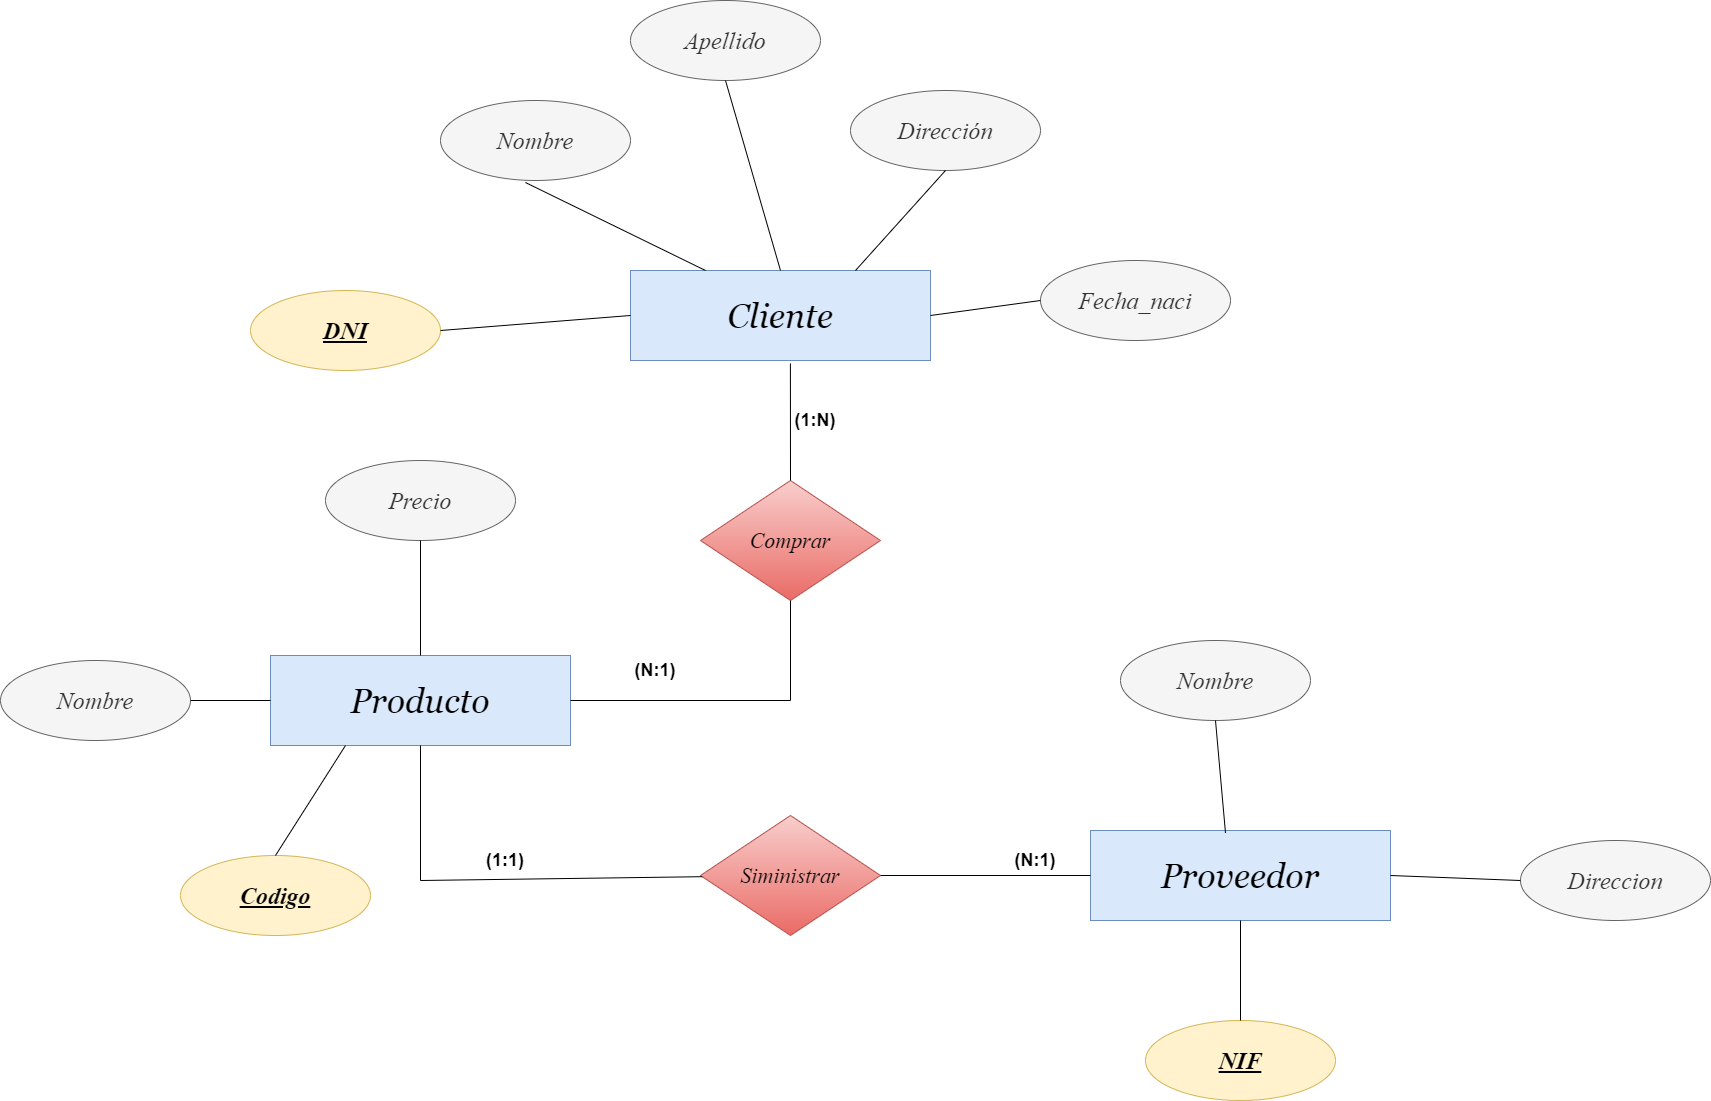 Apellido
Dirección
Nombre
Fecha_naci
Cliente
DNI
(1:N)
Precio
Comprar
(N:1)
Nombre
Nombre
Producto
(1:1)
(N:1)
Siministrar
Proveedor
Direccion
Codigo
NIF